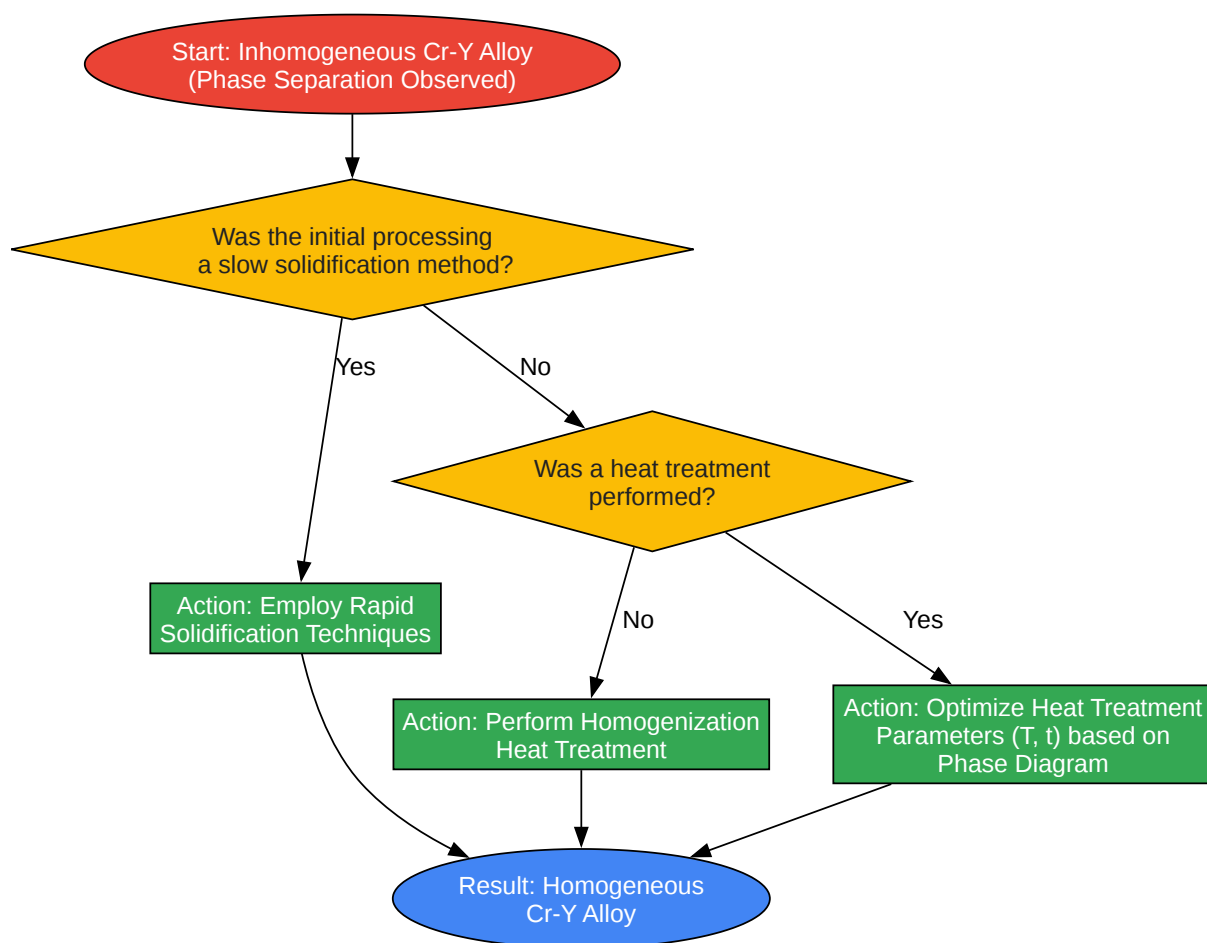 Start: Inhomogeneous Cr-Y Alloy
(Phase Separation Observed)
Was the initial processing
a slow solidification method?
Yes
No
Was a heat treatment
performed?
Action: Employ Rapid
Solidification Techniques
No
Yes
Action: Perform Homogenization
Heat Treatment
Action: Optimize Heat Treatment
Parameters (T, t) based on
Phase Diagram
Result: Homogeneous
Cr-Y Alloy